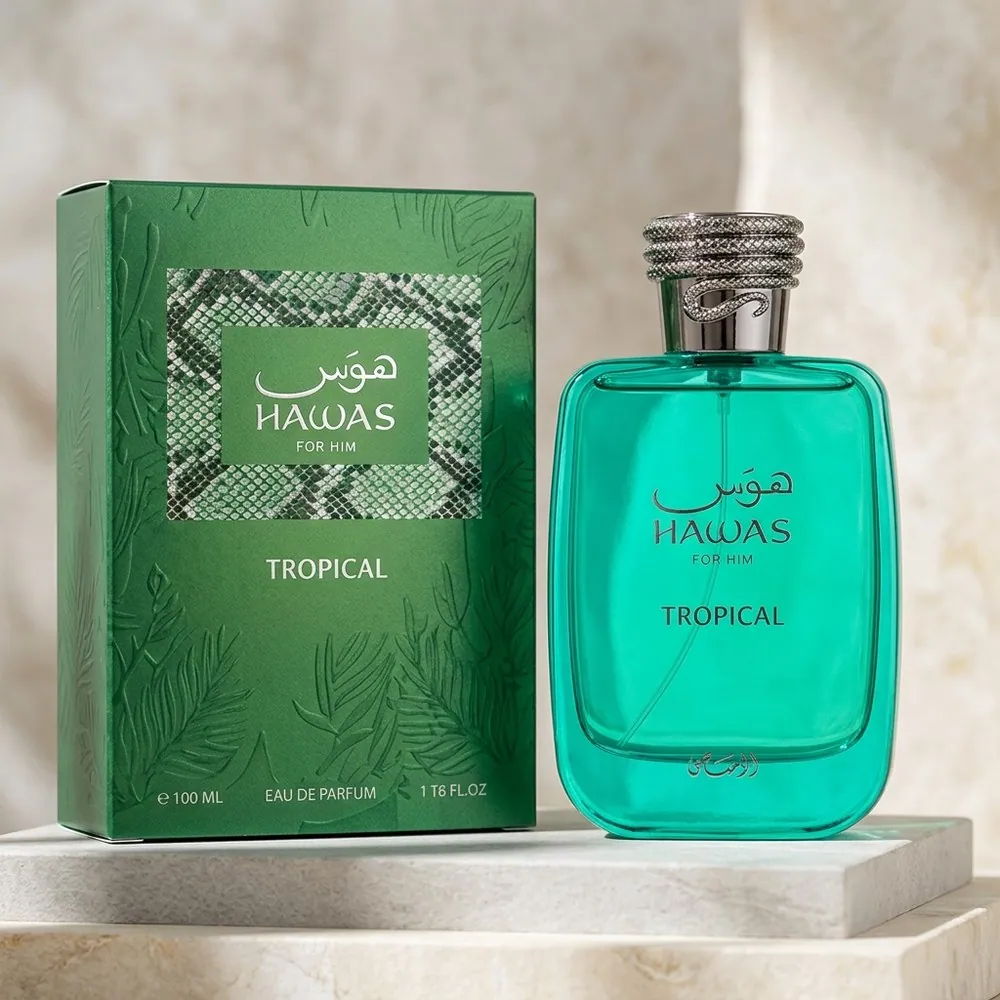 هوَس
HAWAS
FOR HIM
TROPICAL
e 100 ML
EAU DE PARFUM
1 T6 FL.OZ
هوَس
HAWAS
FOR HIM
TROPICAL